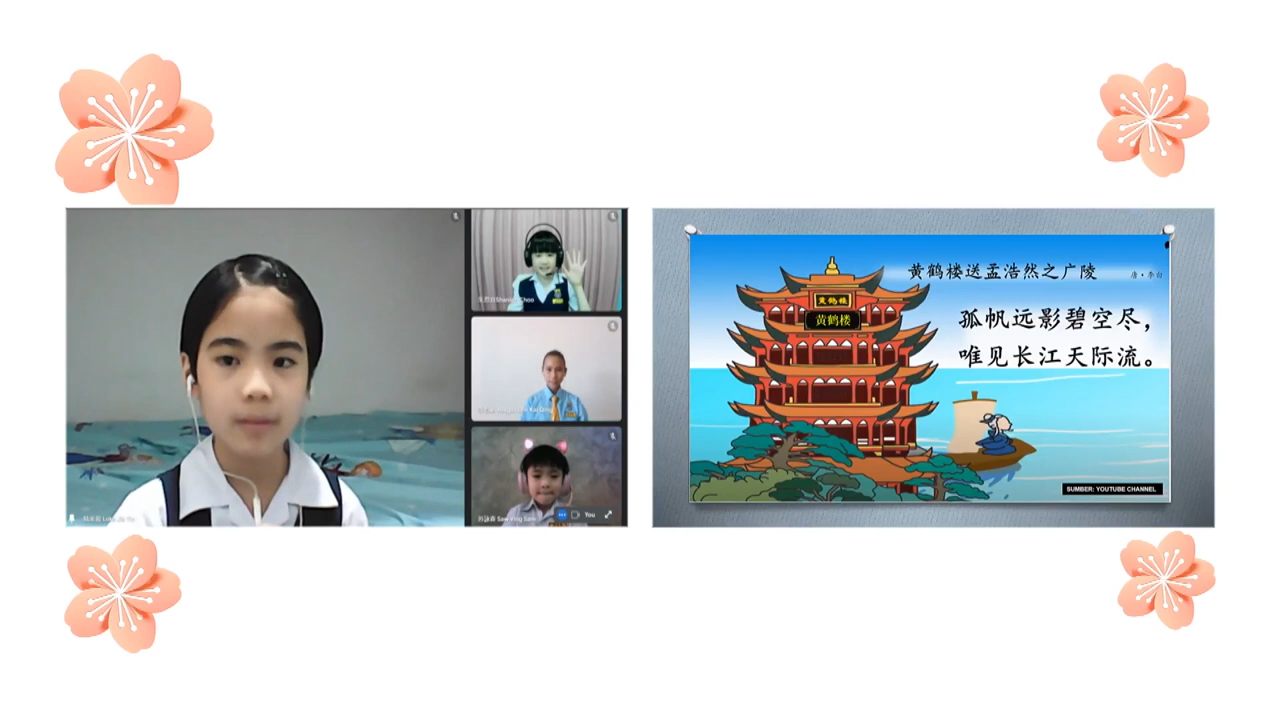 You
黄鹤楼
黄鹤楼
黄鹤楼送孟浩然之广陵
唐·李白
孤帆远影碧空尽，
唯见长江天际流。
SUMBER: YOUTUBE CHANNEL